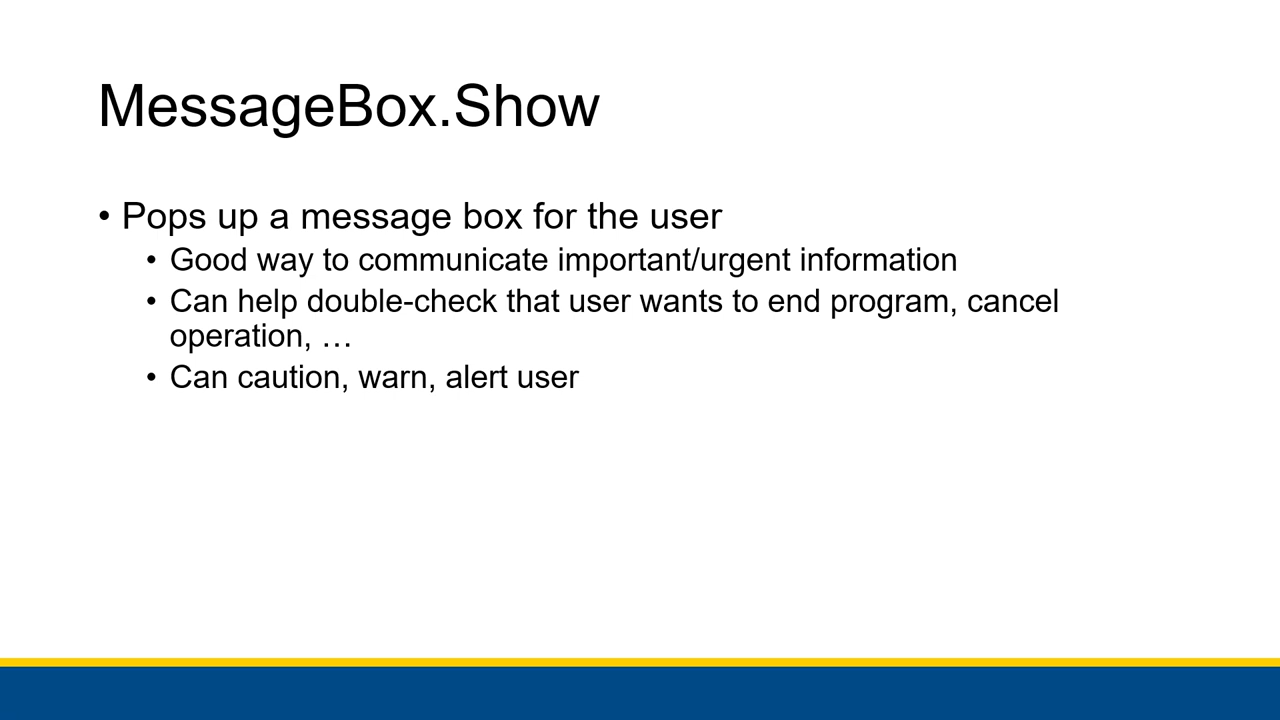 MessageBox.Show
• Pops up a message box for the user
• Good way to communicate important/urgent information
• Can help double-check that user wants to end program, cancel
operation, …
• Can caution, warn, alert user